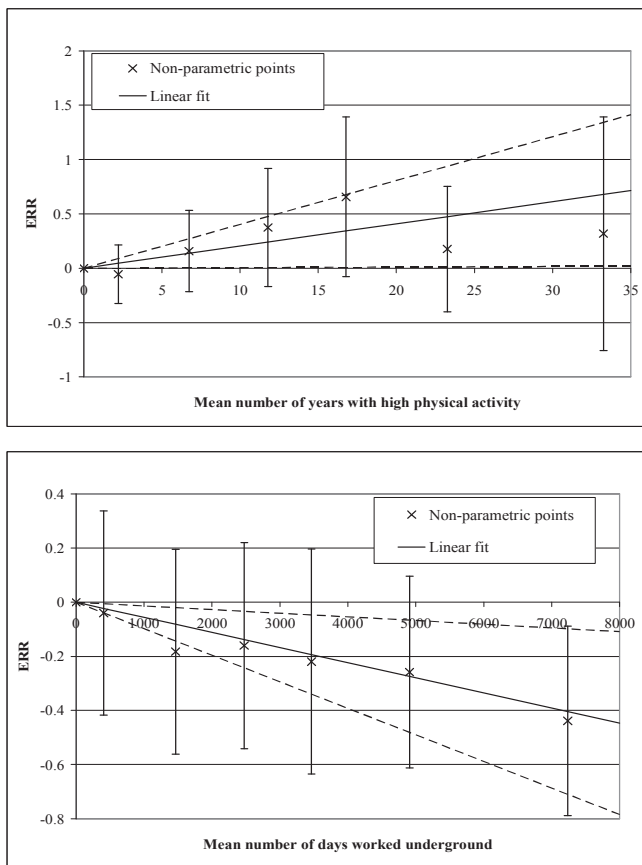 2
Non-parametric points
1.5
Linear fit
1
ERR
0.5
0
0 5 10 15 20 25 30 35
-0.5
-1
Mean number of years with high physical activity
0.4
Non-parametric points
0.2
Linear fit
0
0 1000 2000 3000 4000 5000 6000 7000 8000
ERR
-0.2
-0.4
-0.6
-0.8
Mean number of days worked underground